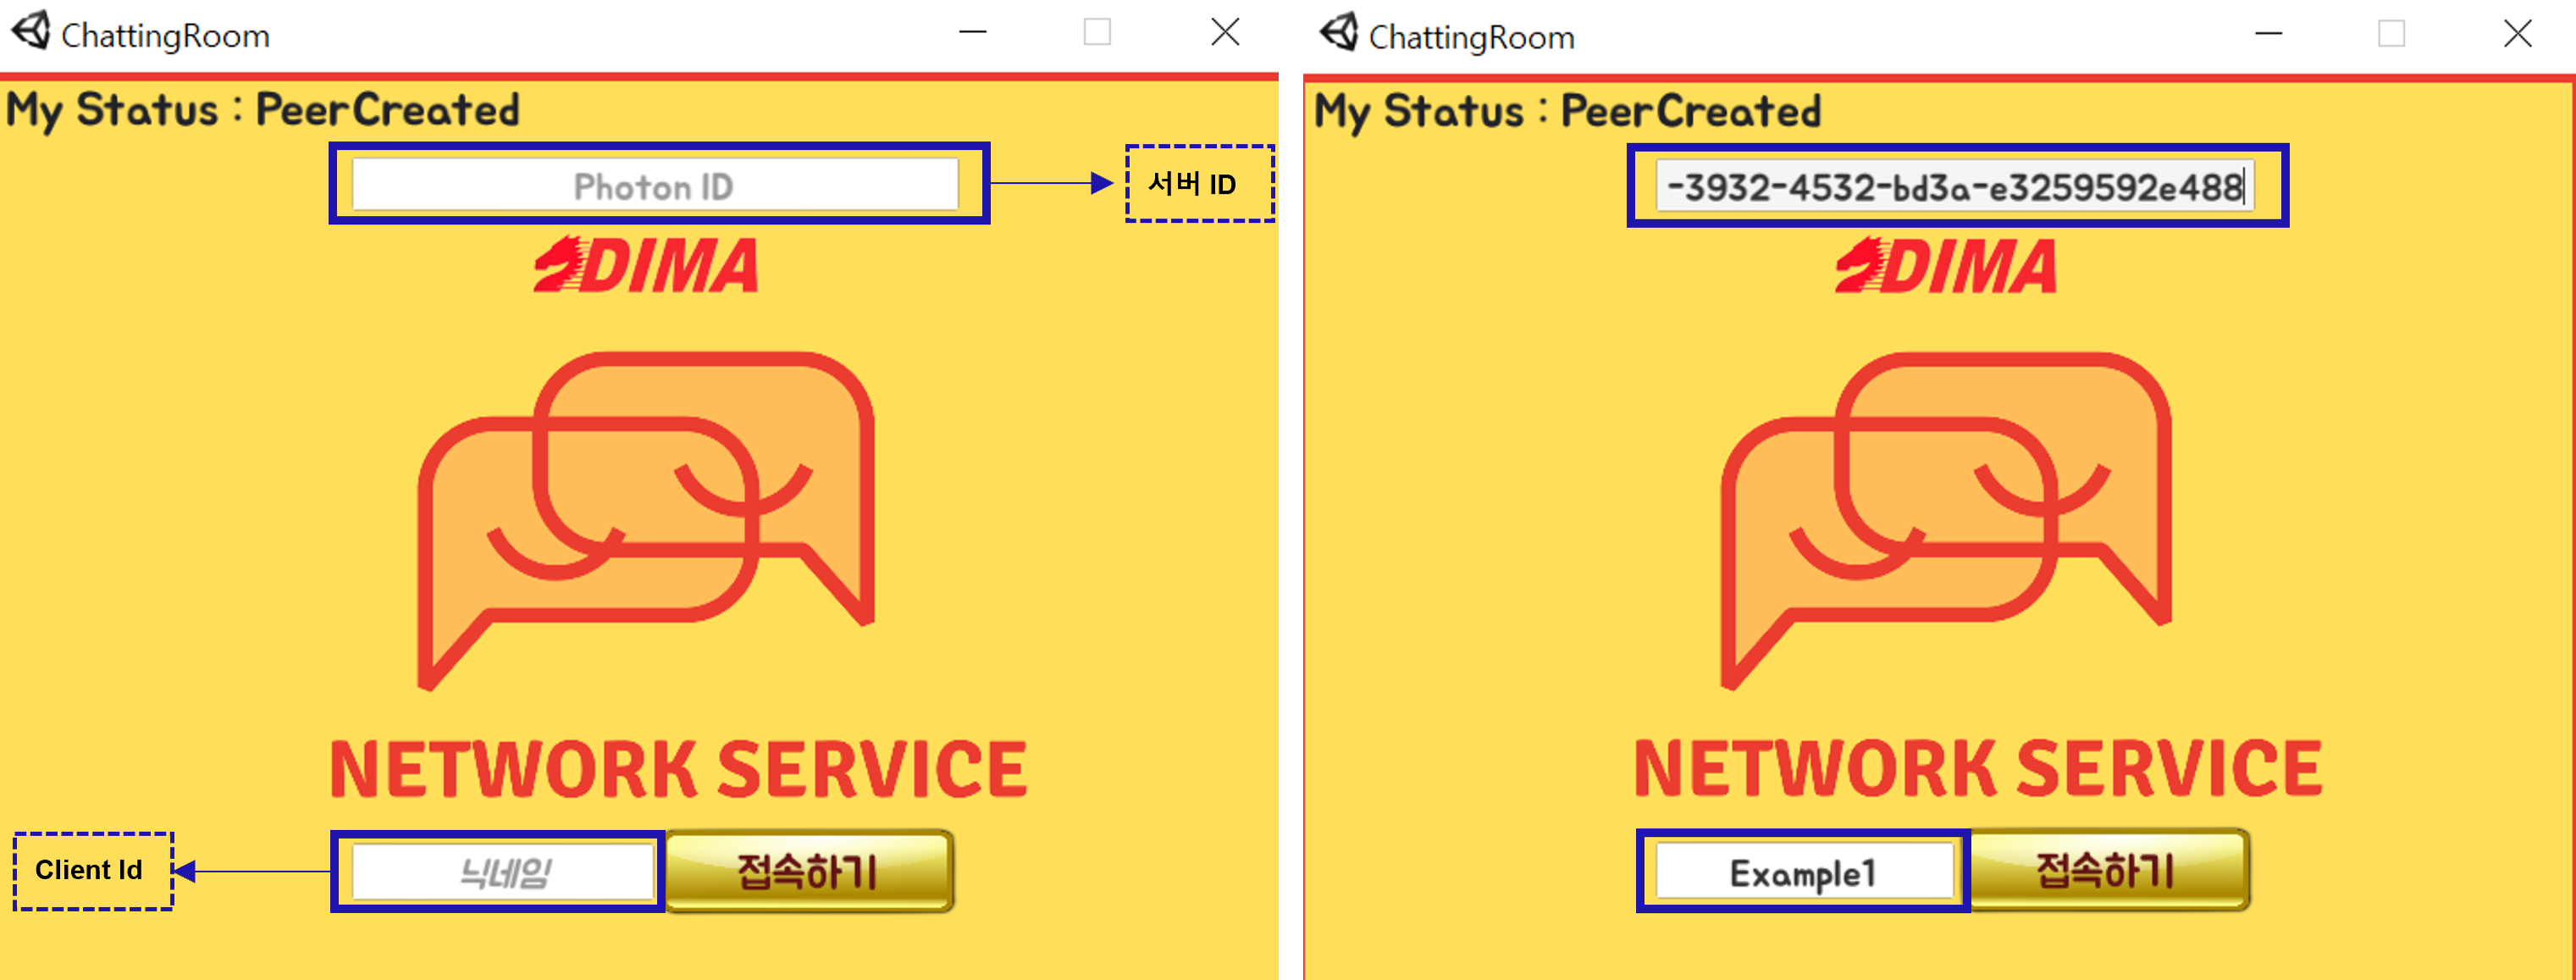 ChattingRoom
My Status : PeerCreated
Photon ID
서버 ID
DIMA
NETWORK SERVICE
Client Id
닉네임
접속하기
ChattingRoom
My Status : PeerCreated
-3932-4532-bd3a-e3259592e488
DIMA
NETWORK SERVICE
Example1
접속하기